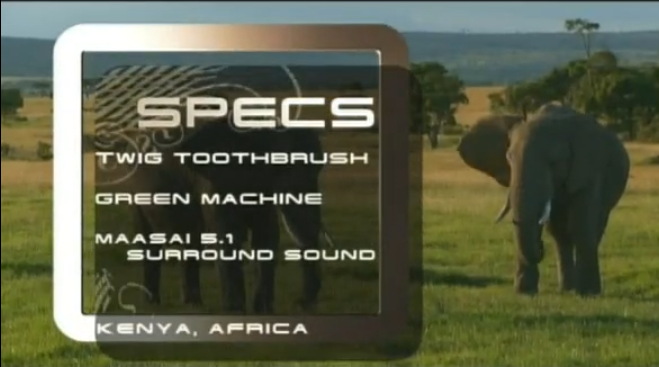 SPECS
TWIG TOOTHBRUSH
GREEN MACHINE
MAASAI 5.1
SURROUND SOUND
KENYA, AFRICA